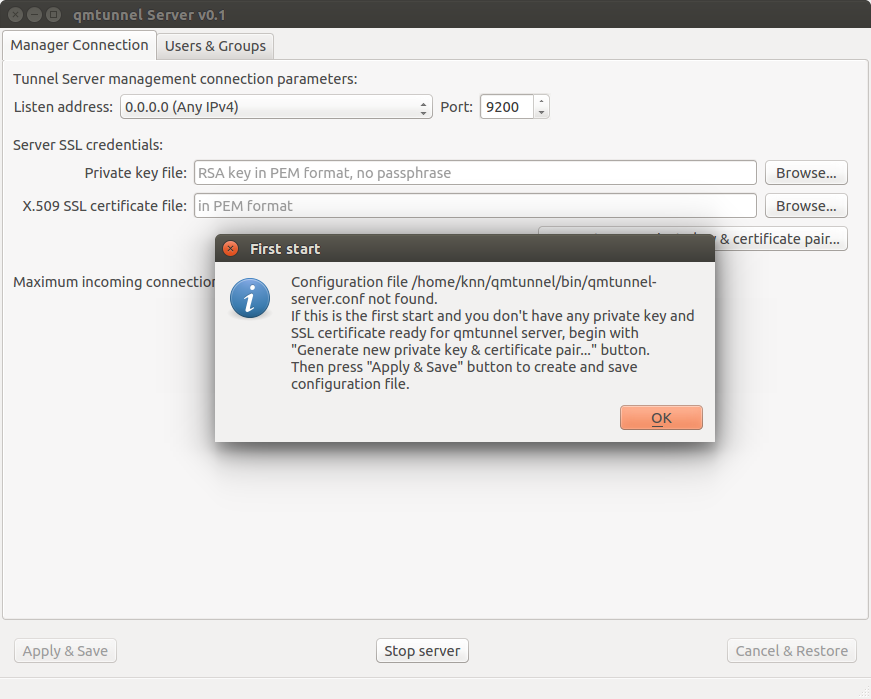 qmtunnel Server v0.1
Manager Connection
Users & Groups
Tunnel Server management connection parameters:
Listen address:
0.0.0.0 (Any IPv4)
Port:
9200
Server SSL credentials:
Private key file:
RSA key in PEM format, no passphrase
Browse...
X.509 SSL certificate file:
in PEM format
Browse...
& certificate pair...
Maximum incoming connection
First start
Configuration file /home/knn/qmtunnel/bin/qmtunnel-
server.conf not found.
If this is the first start and you don't have any private key and
SSL certificate ready for qmtunnel server, begin with
"Generate new private key & certificate pair..." button.
Then press "Apply & Save" button to create and save
configuration file.
OK
Apply & Save
Stop server
Cancel & Restore